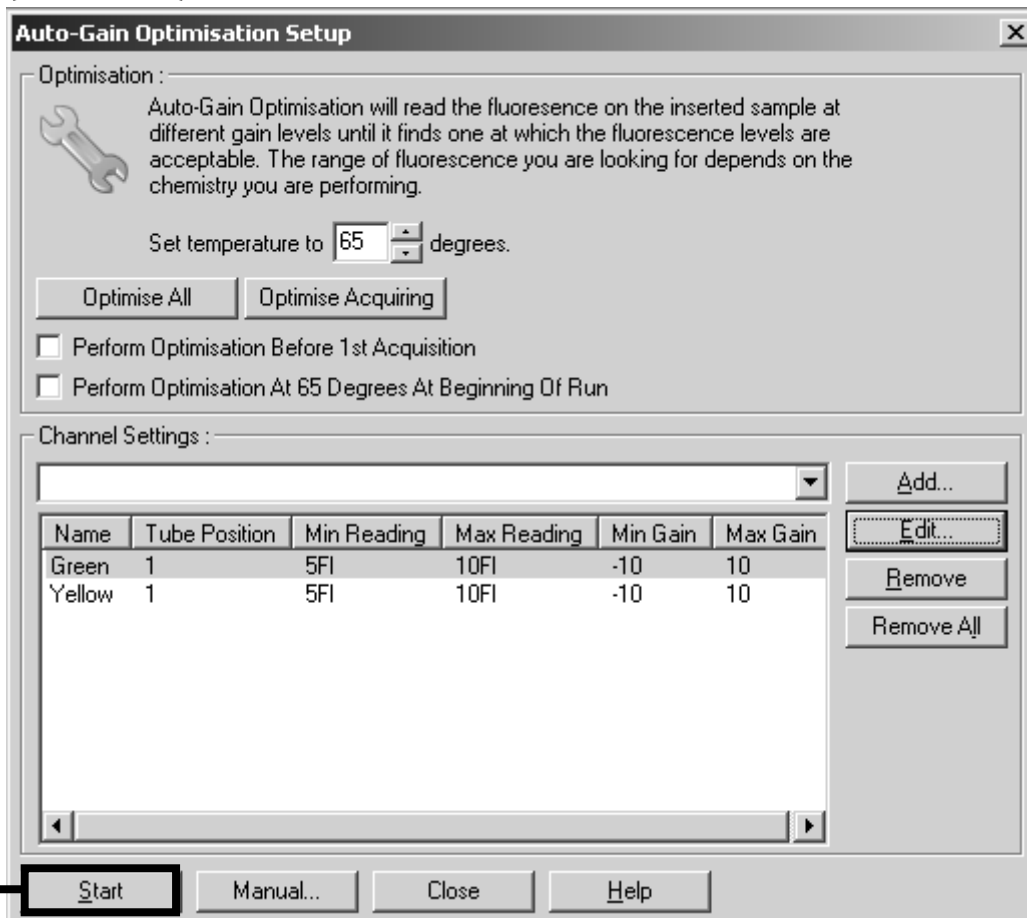 Auto-Gain Optimisation Setup
Optimisation :
Auto-Gain Optimisation will read the fluoresence on the inserted sample at
different gain levels until it finds one at which the fluorescence levels are
acceptable. The range of fluorescence you are looking for depends on the
chemistry you are performing.
Set temperature to 65 degrees.
Optimise All Optimise Acquiring
Perform Optimisation Before 1st Acquisition
Perform Optimisation At 65 Degrees At Beginning Of Run
Channel Settings :
Add...
Name Tube Position Min Reading Max Reading Min Gain Max Gain Edit...
Green 1 5Fl 10Fl -10 10
Yellow 1 5Fl 10Fl -10 10
Remove
Remove All
Start Manual... Close Help